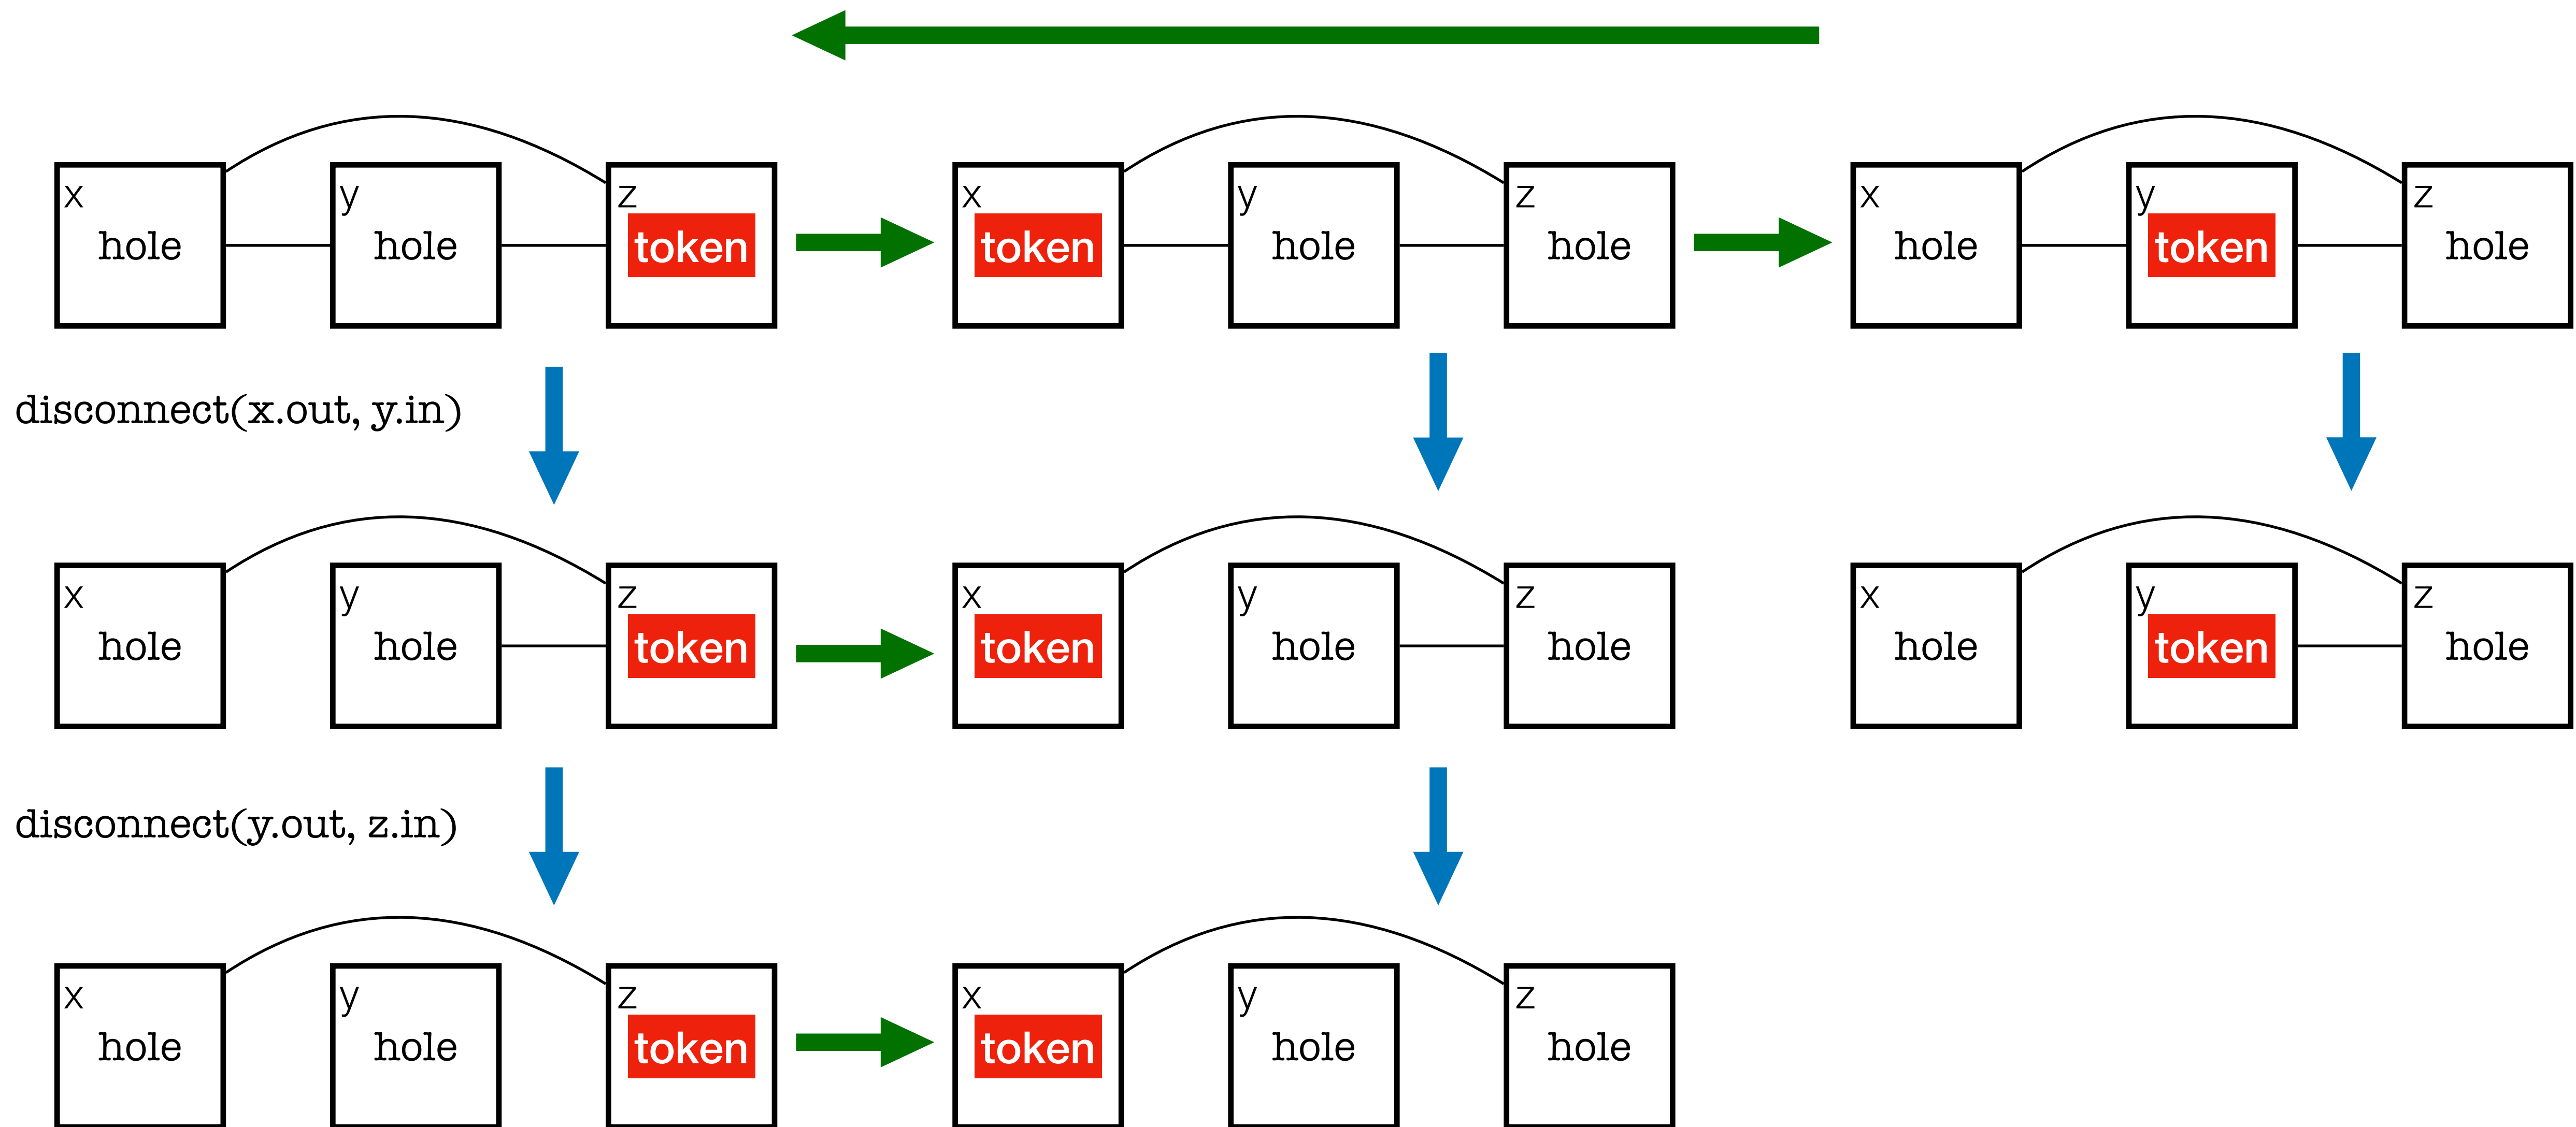 x y z x y z x y z
hole hole token token hole hole hole token hole
disconnect(x.out, y.in)
x y z x y z x y z
hole hole token token hole hole hole token hole
disconnect(y.out, z.in)
x y z x y z
hole hole token token hole hole